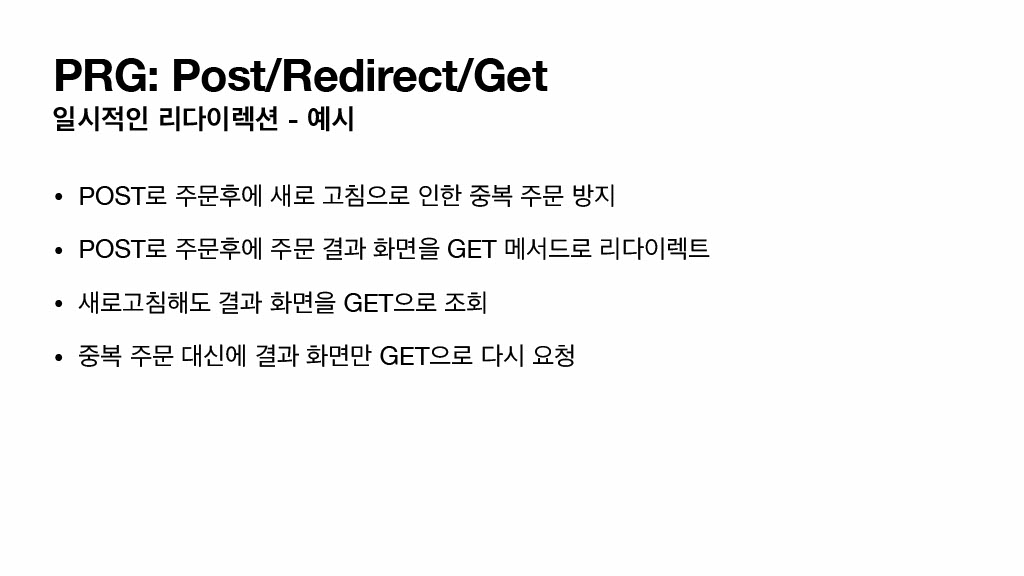 PRG: Post/Redirect/Get
일시적인 리다이렉션 - 예시
• POST로 주문후에 새로 고침으로 인한 중복 주문 방지
• POST로 주문후에 주문 결과 화면을 GET 메서드로 리다이렉트
• 새로고침해도 결과 화면을 GET으로 조회
• 중복 주문 대신에 결과 화면만 GET으로 다시 요청